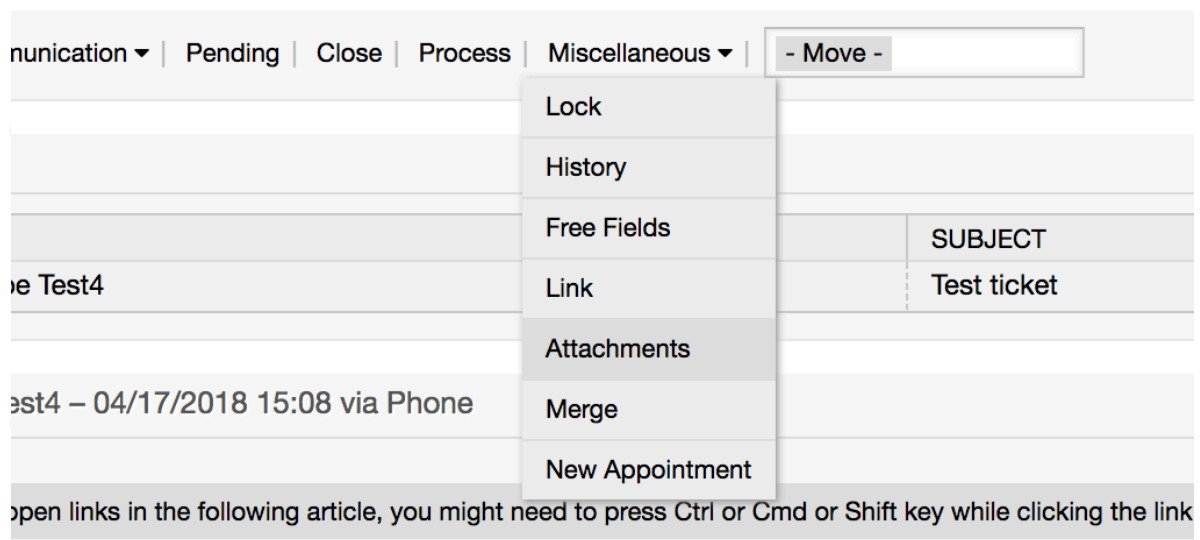 munication Pending Close Process Miscellaneous - Move -
Lock
History
Free Fields
SUBJECT
Test4
Test ticket
Link
Attachments
est4 – 04/17/2018 15:08 via Phone
Merge
New Appointment
open links in the following article, you might need to press Ctrl or Cmd or Shift key while clicking the link